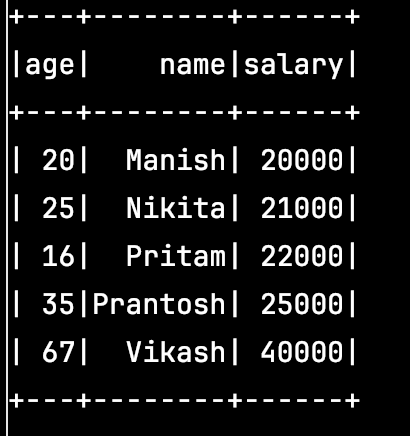 +---+--------+------+
|age|    name|salary|
+---+--------+------+
| 20|  Manish| 20000|
| 25|  Nikita| 21000|
| 16|  Pritam| 22000|
| 35|Prantosh| 25000|
| 67|  Vikash| 40000|
+---+--------+------+